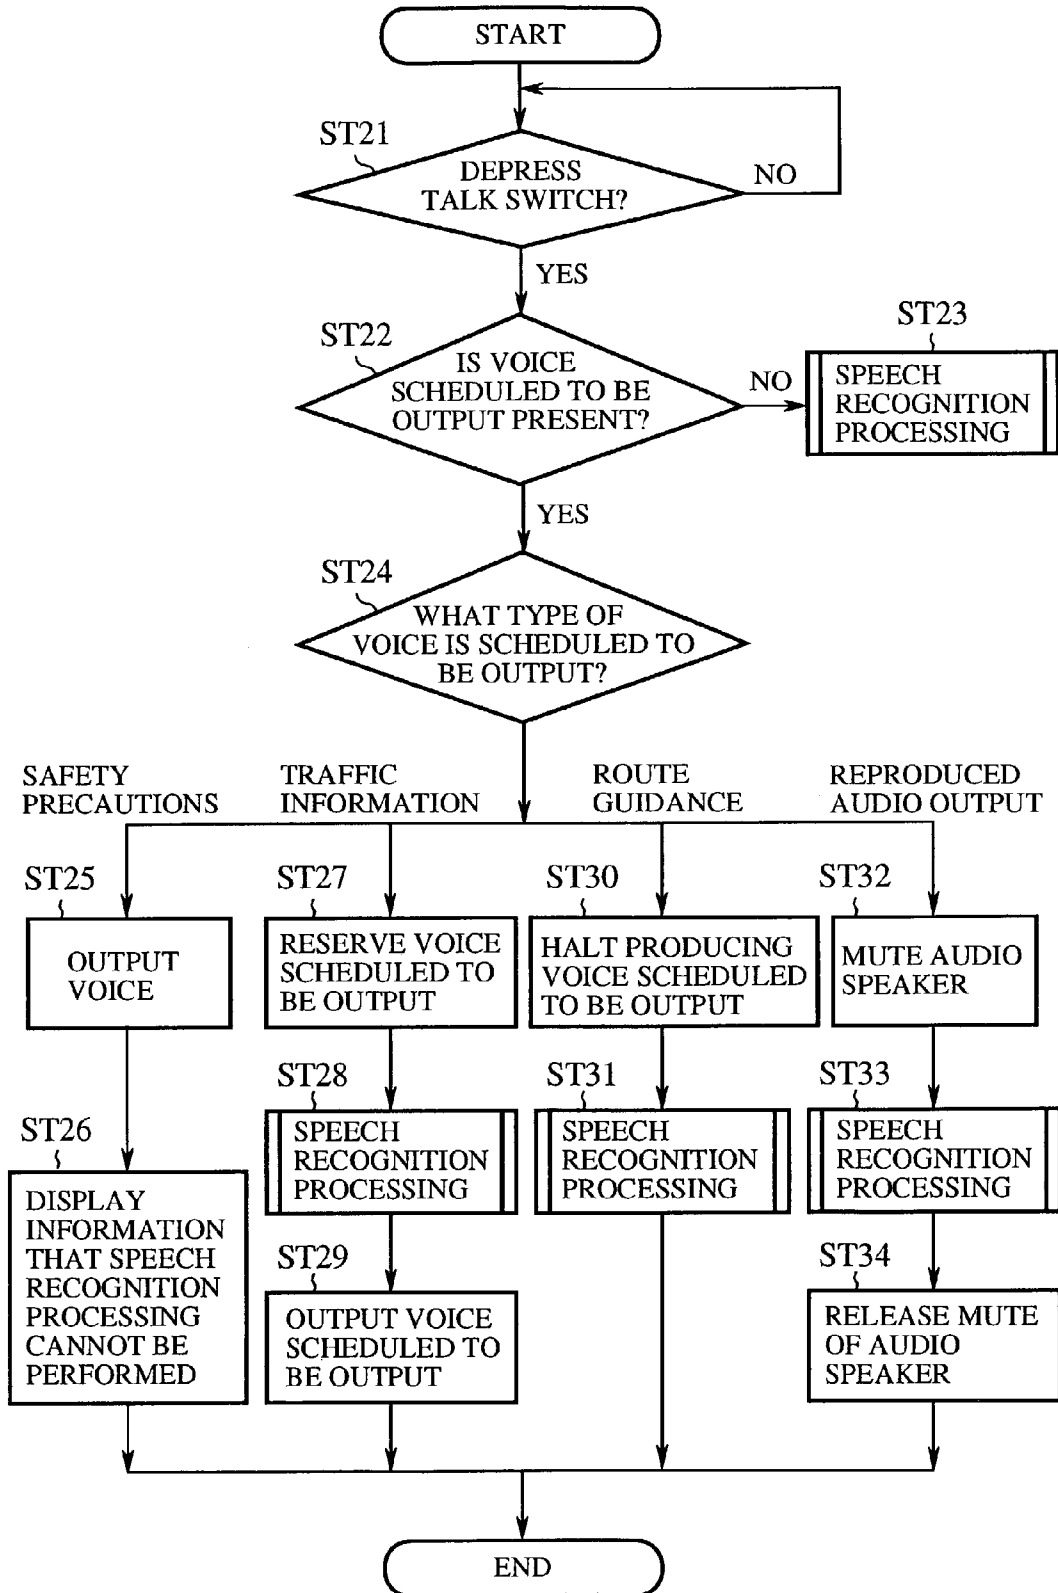 START
ST21
DEPRESS
TALK SWITCH?
NO
YES
ST22
IS VOICE
SCHEDULED TO BE
OUTPUT PRESENT?
NO
ST23
SPEECH
RECOGNITION
PROCESSING
YES
ST24
WHAT TYPE OF
VOICE IS SCHEDULED TO
BE OUTPUT?
SAFETY
PRECAUTIONS
TRAFFIC
INFORMATION
ROUTE
GUIDANCE
REPRODUCED
AUDIO OUTPUT
ST25
OUTPUT
VOICE
ST26
DISPLAY
INFORMATION
THAT SPEECH
RECOGNITION
PROCESSING
CANNOT BE
PERFORMED
ST27
RESERVE VOICE
SCHEDULED TO
BE OUTPUT
ST28
SPEECH
RECOGNITION
PROCESSING
ST29
OUTPUT VOICE
SCHEDULED TO
BE OUTPUT
ST30
HALT PRODUCING
VOICE SCHEDULED
TO BE OUTPUT
ST31
SPEECH
RECOGNITION
PROCESSING
ST32
MUTE AUDIO
SPEAKER
ST33
SPEECH
RECOGNITION
PROCESSING
ST34
RELEASE MUTE
OF AUDIO
SPEAKER
END